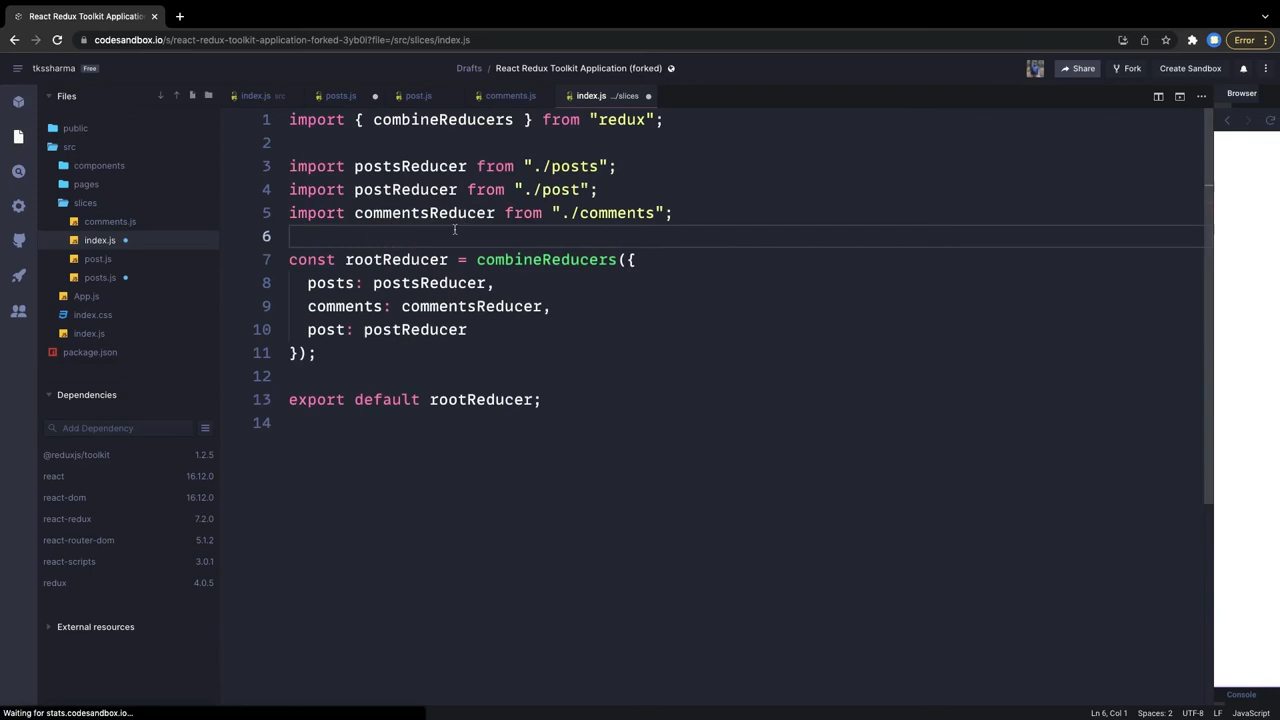 React Redux Toolkit Application
codesandbox.io/s/react-redux-toolkit-application-forked-3yb0l?file=/src/slices/index.js
Error
tkssharma Free
Drafts / React Redux Toolkit Application (forked)
Share
Fork
Create Sandbox
Files
index.js src
posts.js
post.js
comments.js
index.js …/slices
Browser
public
src
components
pages
slices
comments.js
index.js
post.js
posts.js
App.js
index.css
index.js
package.json
Dependencies
Add Dependency
@reduxjs/toolkit 1.2.5
react 16.12.0
react-dom 16.12.0
react-redux 7.2.0
react-router-dom 5.1.2
react-scripts 3.0.1
redux 4.0.5
External resources
1 import { combineReducers } from "redux";
2
3 import postsReducer from "./posts";
4 import postReducer from "./post";
5 import commentsReducer from "./comments";
6
7 const rootReducer = combineReducers({
8 posts: postsReducer,
9 comments: commentsReducer,
10 post: postReducer
11 });
12
13 export default rootReducer;
14
Console
Waiting for stats.codesandbox.io...
Ln 6, Col 1 Spaces: 2 UTF-8 LF JavaScript